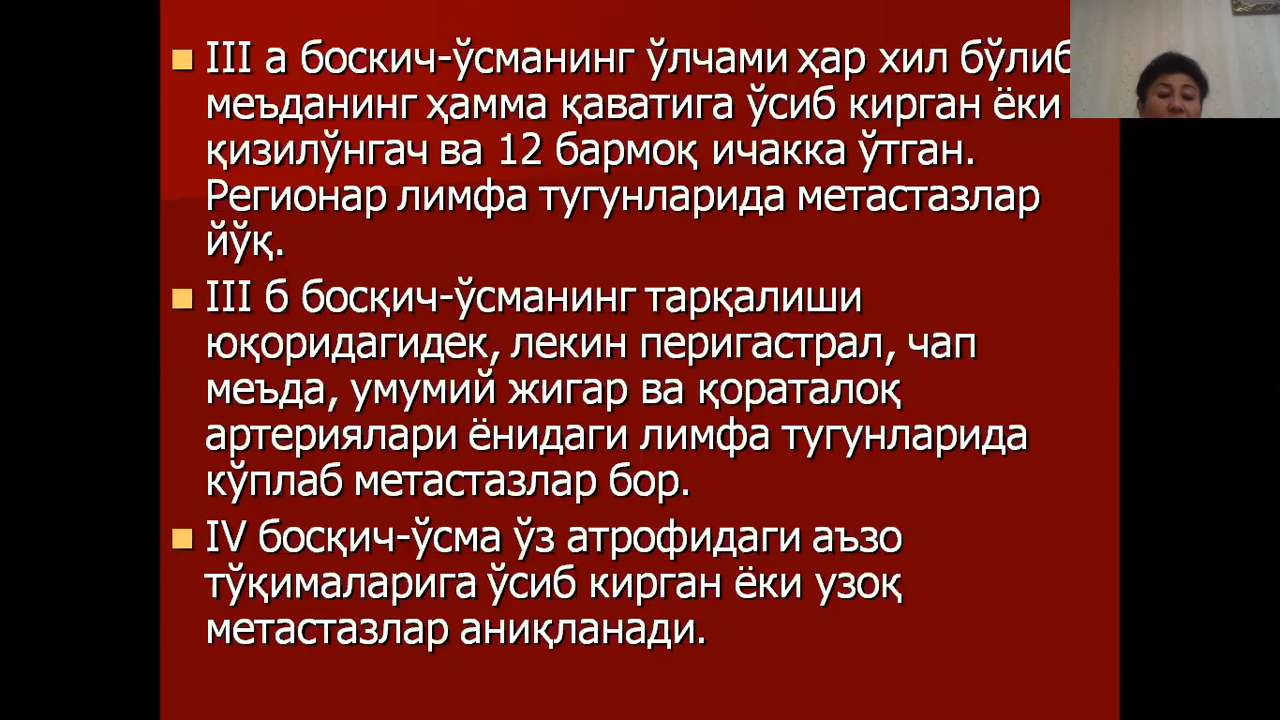 III а боскич-ўсманинг ўлчами ҳар хил бўлиб
меъданинг ҳамма қаватига ўсиб кирган ёки
қизилўнгач ва 12 бармоқ ичакка ўтган.
Регионар лимфа тугунларида метастазлар
йўқ.
III б босқич-ўсманинг тарқалиши
юқоридагидек, лекин перигастрал, чап
меъда, умумий жигар ва қораталоқ
артериялари ёнидаги лимфа тугунларида
кўплаб метастазлар бор.
IV босқич-ўсма ўз атрофидаги аъзо
тўқималарига ўсиб кирган ёки узоқ
метастазлар аниқланади.